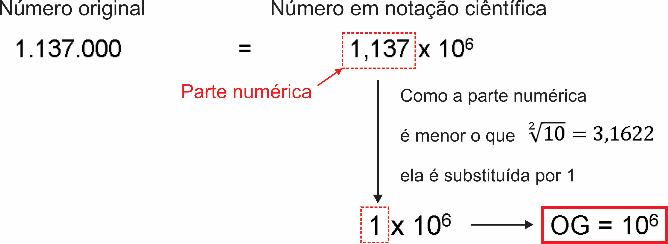 Número original
Número em notação ciêntífica
1.137.000 = 1,137 x 10⁶
Parte numérica
Como a parte numérica
é menor o que ²√10 = 3,1622
ela é substituída por 1
1 x 10⁶ OG = 10⁶